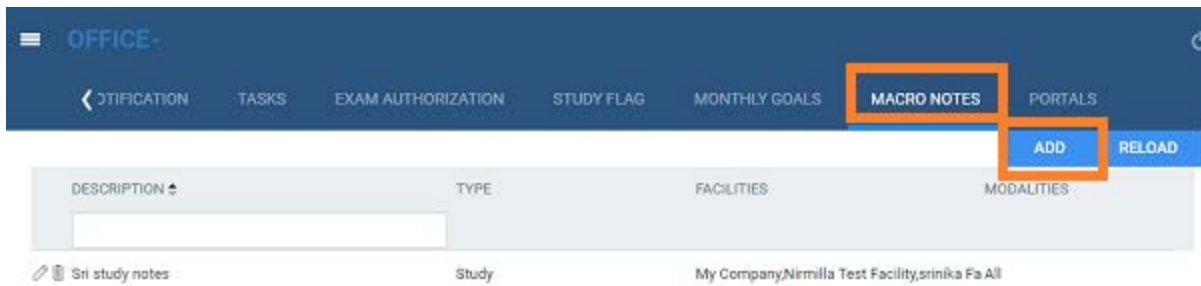 OFFICE-
OTIFICATION TASKS EXAM AUTHORIZATION STUDY FLAG MONTHLY GOALS MACRO NOTES PORTALS
ADD RELOAD
DESCRIPTION TYPE FACILITIES MODALITIES
Sri study notes Study My Company,Nirmilla Test Facility,srinika Fa All